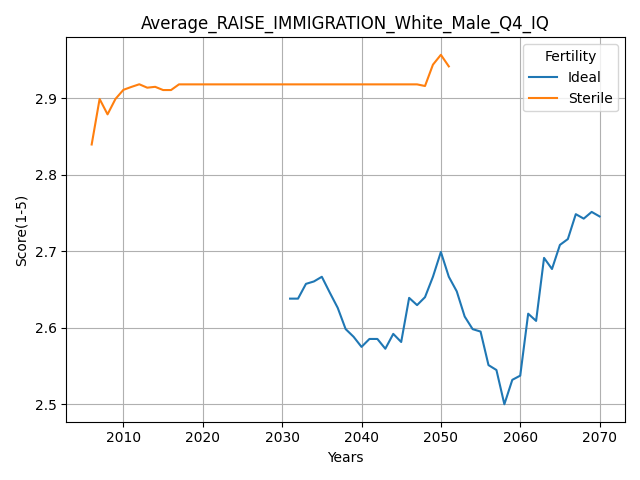 Average_RAISE_IMMIGRATION_White_Male_Q4_IQ
Fertility
Ideal
Sterile
Score(1-5)
2.9
2.8
2.7
2.6
2.5
2010 2020 2030 2040 2050 2060 2070
Years